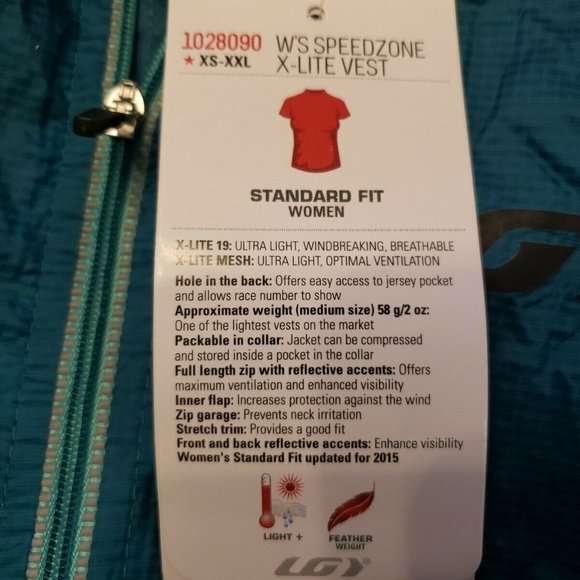 1028090 W'S SPEEDZONE
★ XS-XXL X-LITE VEST
STANDARD FIT
WOMEN
X-LITE 19: ULTRA LIGHT, WINDBREAKING, BREATHABLE
X-LITE MESH: ULTRA LIGHT, OPTIMAL VENTILATION
Hole in the back: Offers easy access to jersey pocket
and allows race number to show
Approximate weight (medium size) 58 g/2 oz:
One of the lightest vests on the market
Packable in collar: Jacket can be compressed
and stored inside a pocket in the collar
Full length zip with reflective accents: Offers
maximum ventilation and enhanced visibility
Inner flap: Increases protection against the wind
Zip garage: Prevents neck irritation
Stretch trim: Provides a good fit
Front and back reflective accents: Enhance visibility
Women's Standard Fit updated for 2015
LIGHT + FEATHER
WEIGHT
LG